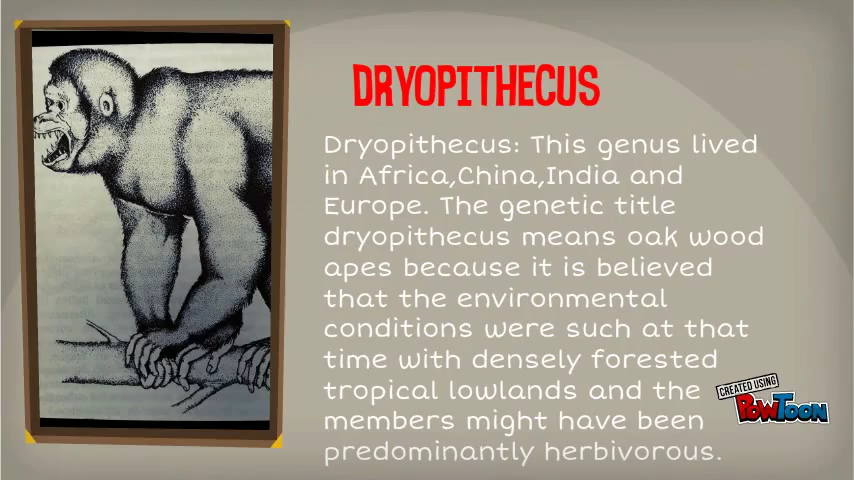 DRYOPITHECUS
Dryopithecus: This genus lived
in Africa,China,India and
Europe. The genetic title
dryopithecus means oak wood
apes because it is believed
that the environmental
conditions were such at that
time with densely forested
tropical lowlands and the
members might have been
predominantly herbivorous.
CREATED USING
POWTOON